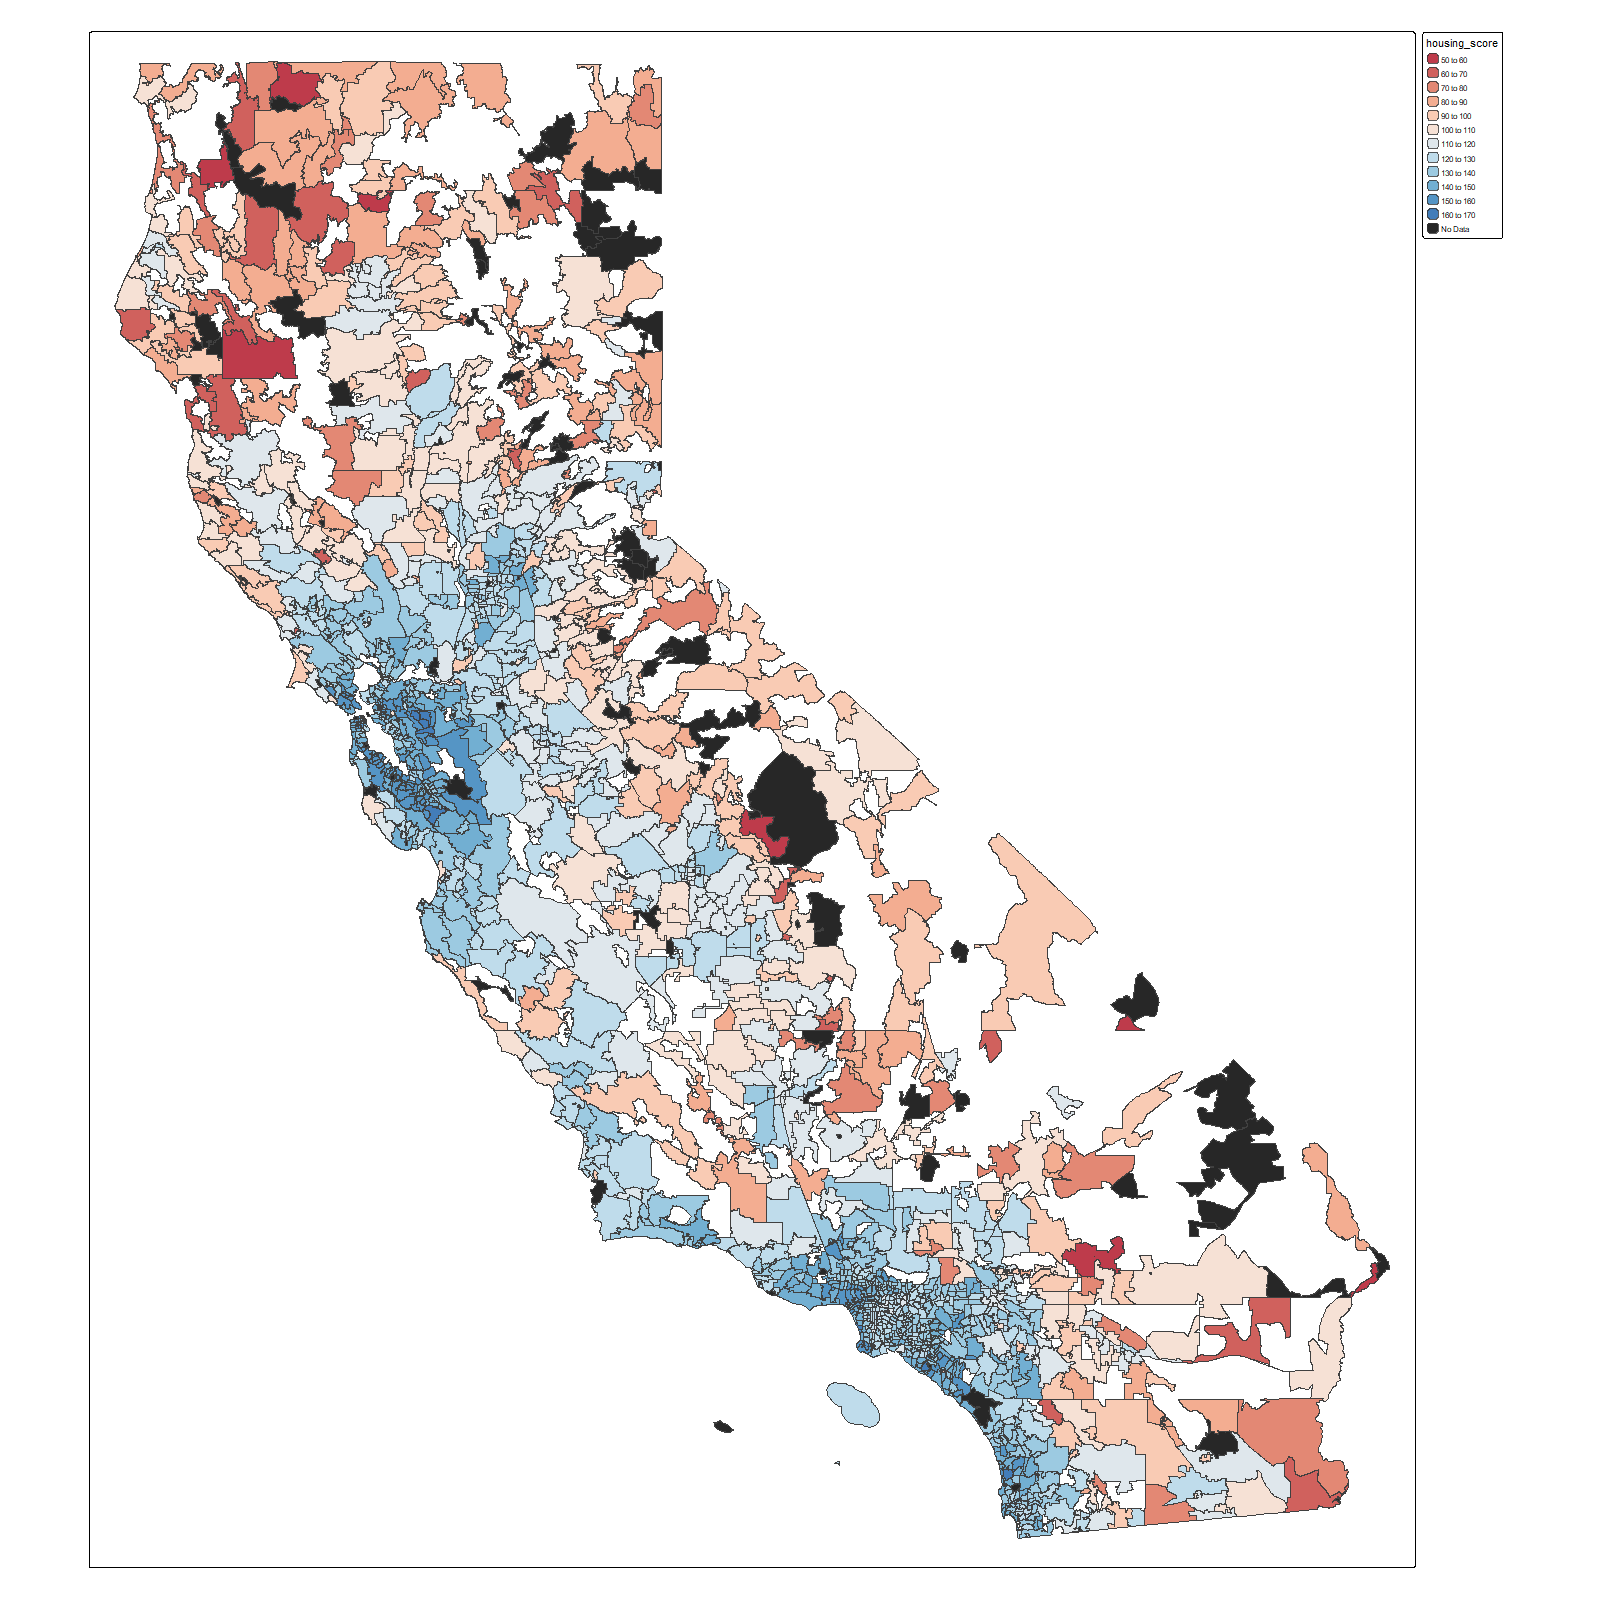 housing_score
50 to 60
60 to 70
70 to 80
80 to 90
90 to 100
100 to 110
110 to 120
120 to 130
130 to 140
140 to 150
150 to 160
160 to 170
No Data